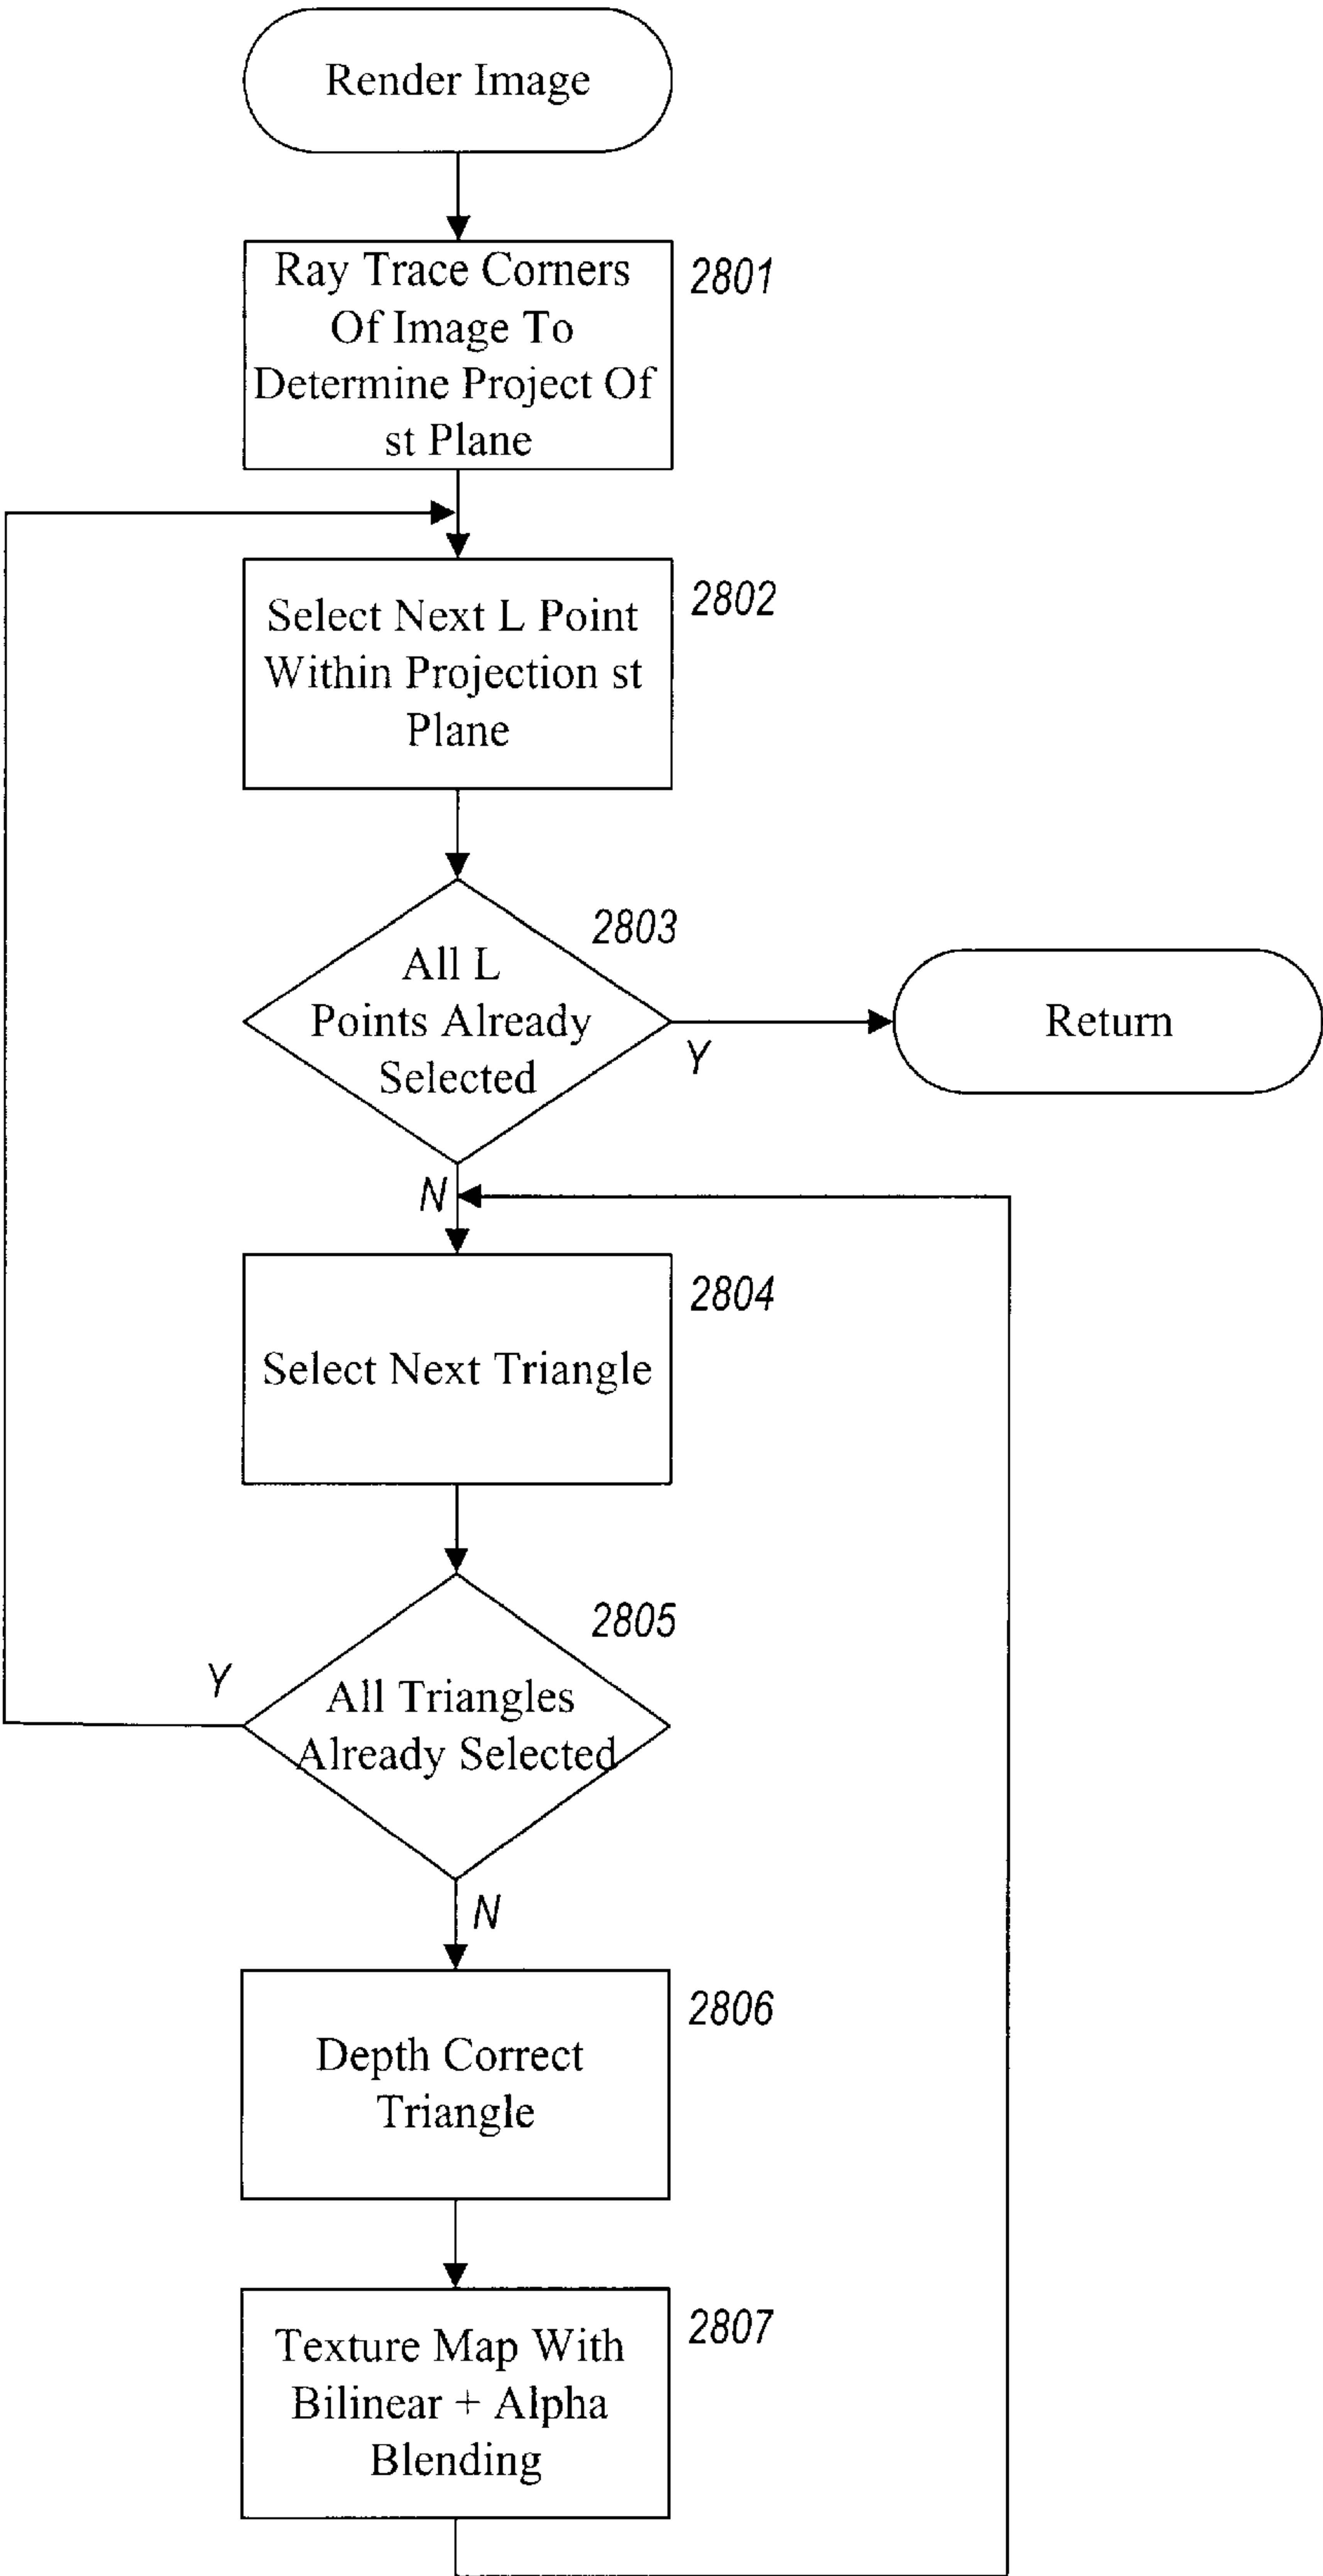 Render Image
Ray Trace Corners
Of Image To
Determine Project Of
st Plane
2801
Select Next L Point
Within Projection st
Plane
2802
All L
Points Already
Selected
2803
Y
Return
N
Select Next Triangle
2804
All Triangles
Already Selected
2805
Y
N
Depth Correct
Triangle
2806
Texture Map With
Bilinear + Alpha
Blending
2807